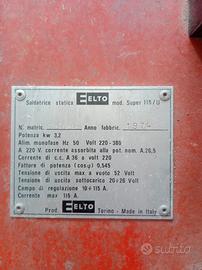 Saldatrice statica ELTO mod. Super 115/U
N. matric. Anno fabbric. 1974
Potenza kw 3,2
Alim. monofase Hz 50 Volt 220-380
A 220 V. corrente assorbita alla pot. nom. A.26,5
Corrente di c.c. A 36 a volt 220
Fattore di potenza (cosφ) 0,545
Tensione di uscita max a vuoto 52 Volt
Tensione di uscita sottocarico 20÷26 Volt
Campo di regolazione 10÷115 A.
Corrente max 115 A.
Prod. ELTO Torino - Made in Italy
subito